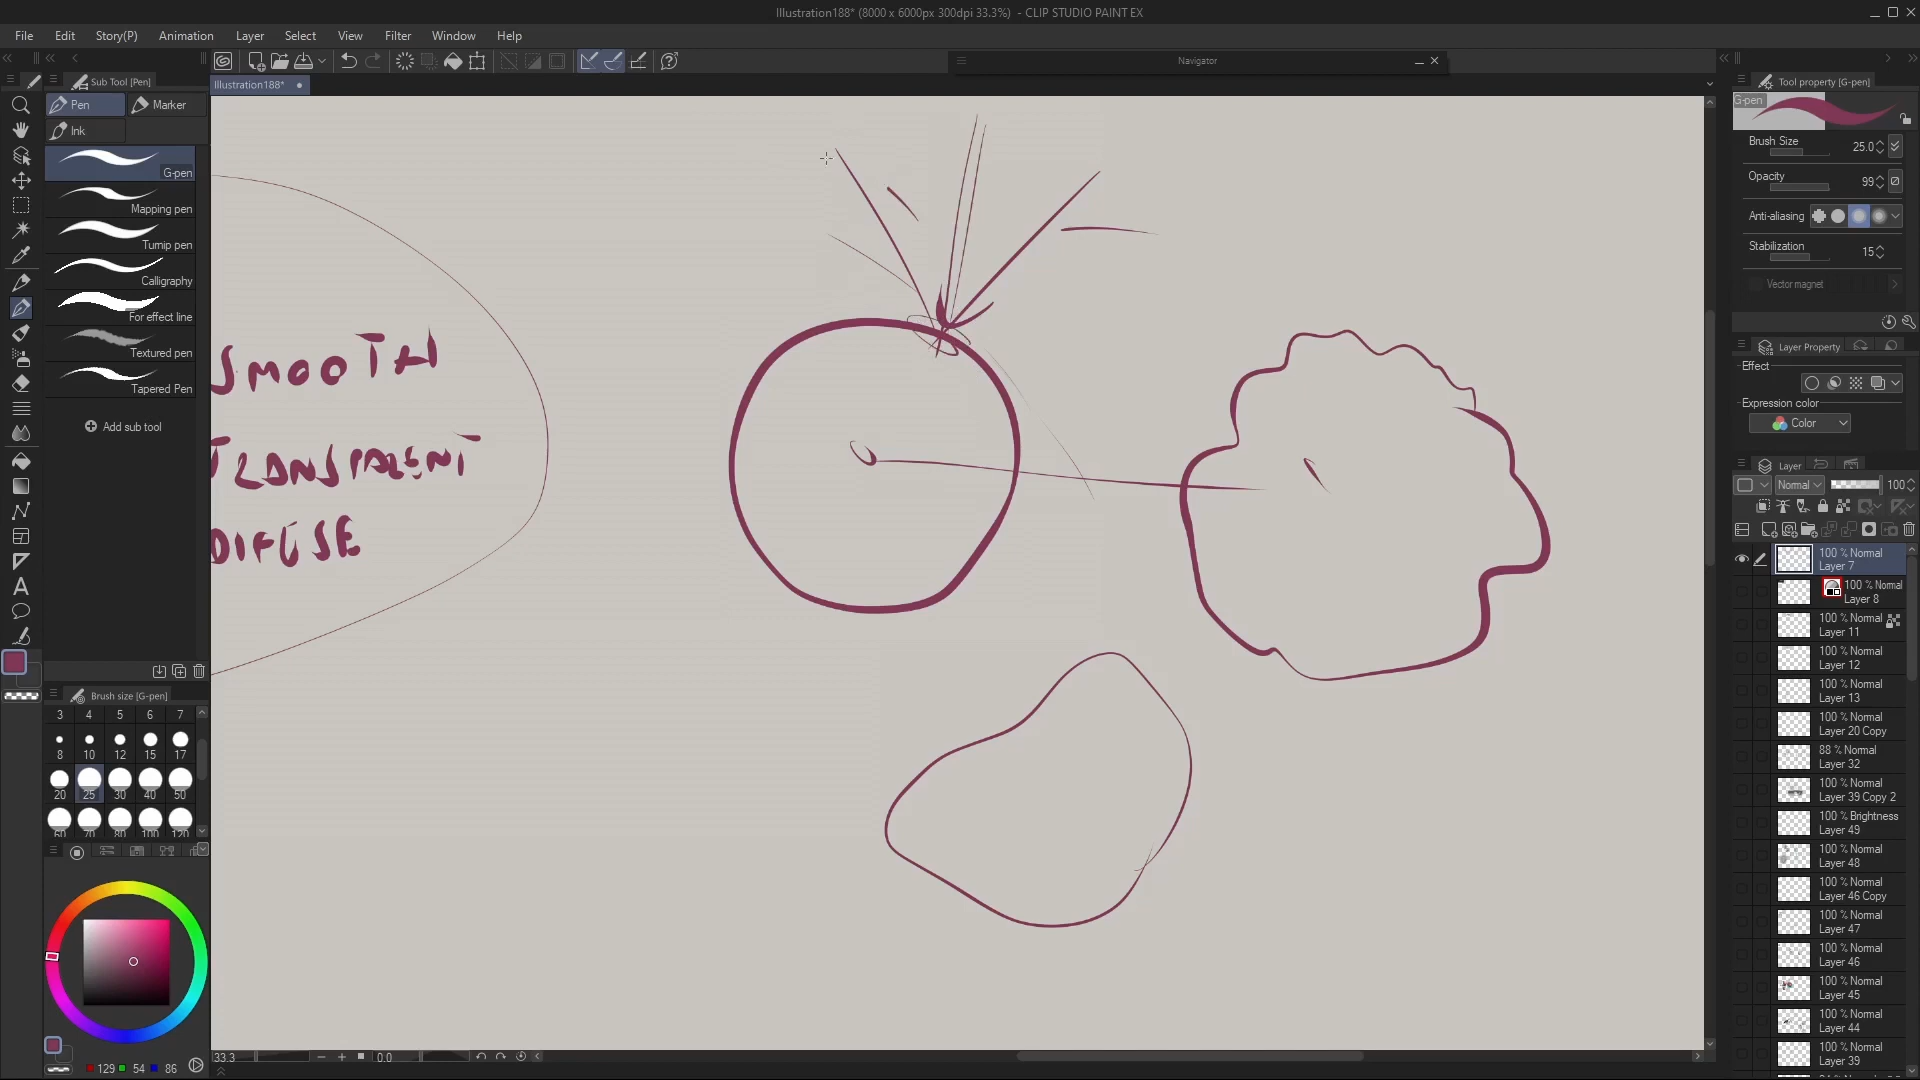 Illustration188* (8000 x 6000px 300dpi 33.3%) - CLIP STUDIO PAINT EX
File Edit Story(P) Animation Layer Select View Filter Window Help
Navigator
Sub Tool [Pen]
Illustration188*
Pen
Marker
Ink
G-pen
Mapping pen
Turnip pen
Calligraphy
For effect line
Textured pen
Tapered Pen
Add sub tool
Brush size [G-pen]
3 4 5 6 7
8 10 12 15 17
20 25 30 40 50
60 70 80 100 120
129 54 86
SMOOTH
TRANSPARENT
DIFUSE
33.3
0.0
Tool property [G-pen]
G-pen
Brush Size 25.0
Opacity 99
Anti-aliasing
Stabilization 15
Vector magnet
Layer Property
Effect
Expression color
Color
Layer
Normal 100
100 % Normal
Layer 7
100 % Normal
Layer 8
100 % Normal
Layer 11
100 % Normal
Layer 12
100 % Normal
Layer 13
100 % Normal
Layer 20 Copy
88 % Normal
Layer 32
100 % Normal
Layer 39 Copy 2
100 % Brightness
Layer 49
100 % Normal
Layer 48
100 % Normal
Layer 46 Copy
100 % Normal
Layer 47
100 % Normal
Layer 46
100 % Normal
Layer 45
100 % Normal
Layer 44
100 % Normal
Layer 39